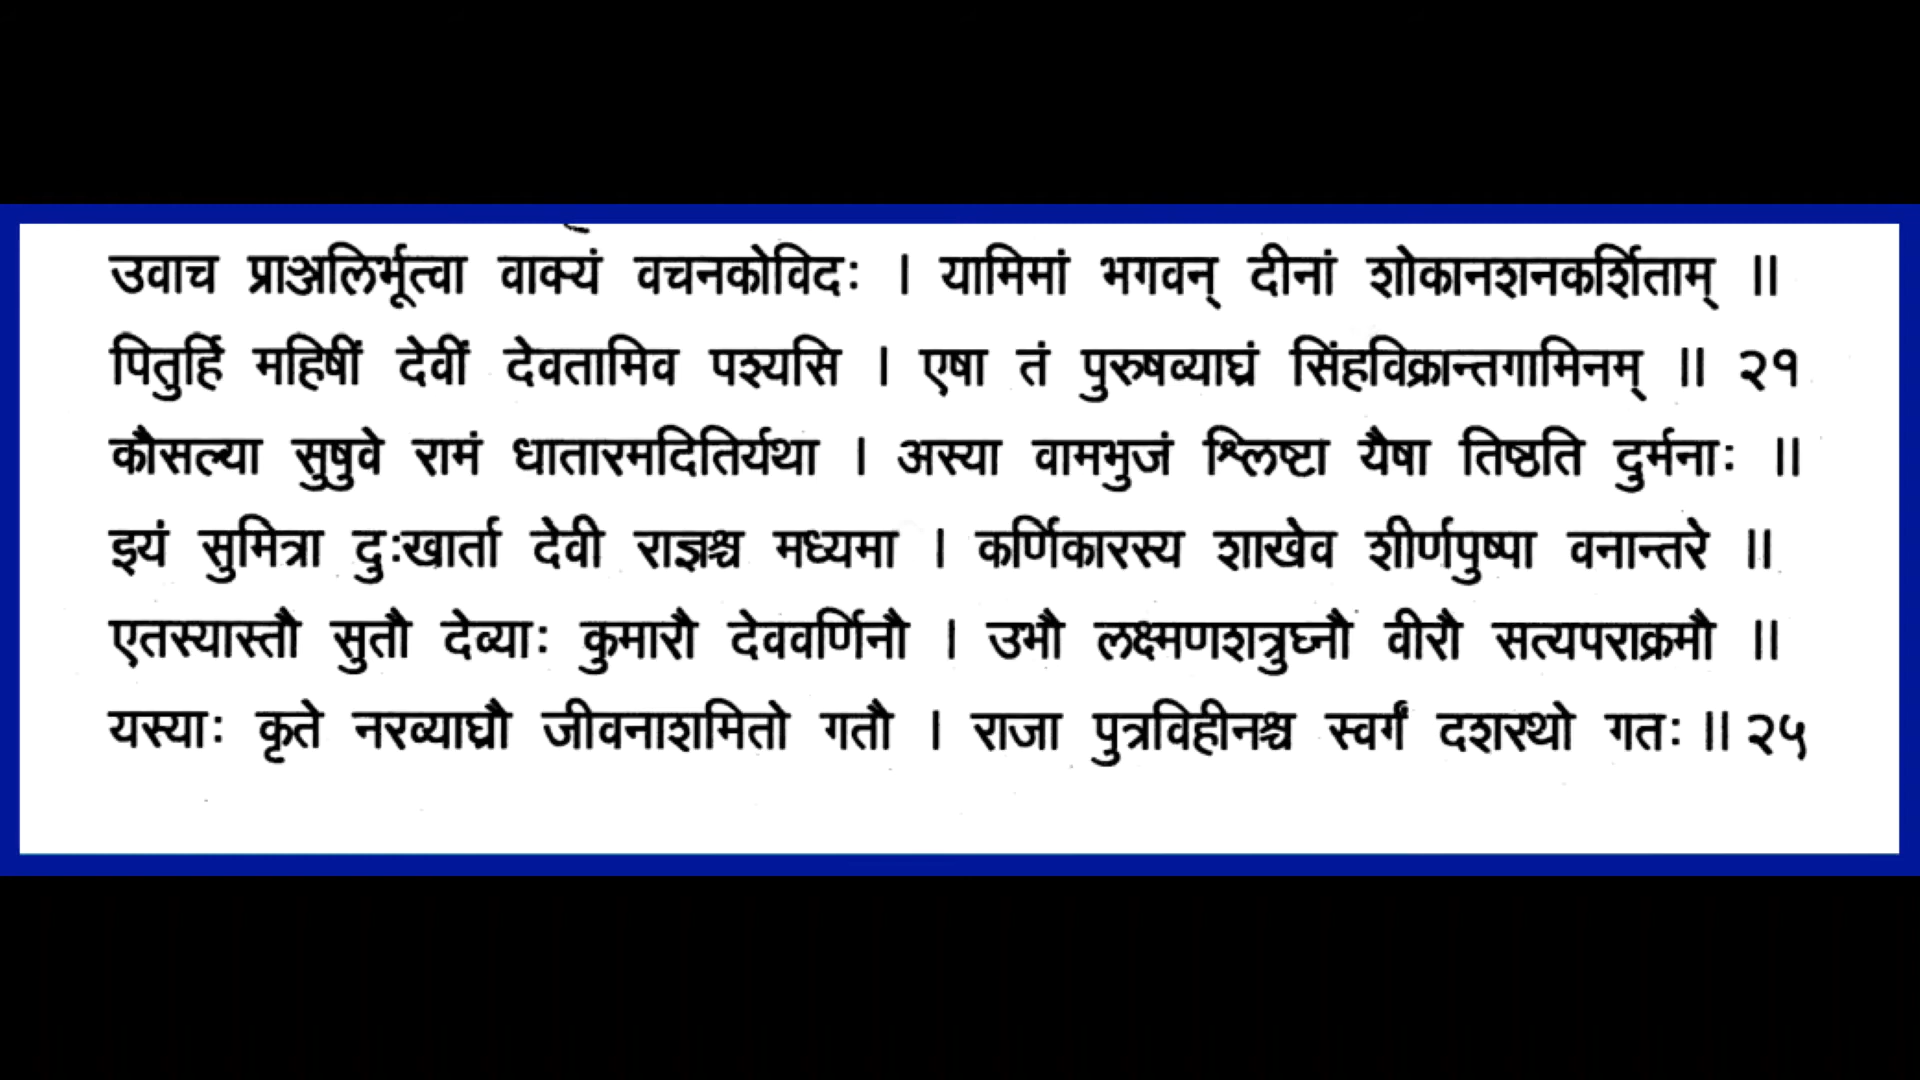 उवाच प्राञ्जलिर्भूत्वा वाक्यं वचनकोविदः । यामिमां भगवन् दीनां शोकानशनकर्शिताम् ॥
पितुर्हि महिषीं देवीं देवतामिव पश्यसि । एषा तं पुरुषव्याघ्रं सिंहविक्रान्तगामिनम् ॥ २१
कौसल्या सुषुवे रामं धातारमदितिर्यथा । अस्या वामभुजं श्लिष्टा यैषा तिष्ठति दुर्मनाः ॥
इयं सुमित्रा दुःखार्ता देवी राज्ञश्च मध्यमा । कर्णिकारस्य शाखेव शीर्णपुष्पा वनान्तरे ॥
एतस्यास्तौ सुतौ देव्याः कुमारौ देववर्णिनौ । उभौ लक्ष्मणशत्रुघ्नौ वीरौ सत्यपराक्रमौ ॥
यस्याः कृते नरव्याघ्रौ जीवनाशमितो गतौ । राजा पुत्रविहीनश्च स्वर्गं दशरथो गतः ॥ २५